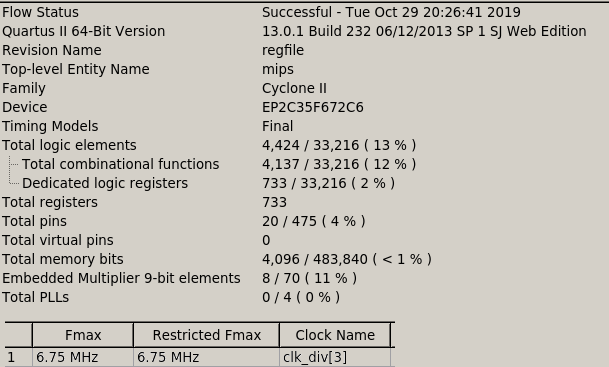 Flow Status Successful - Tue Oct 29 20:26:41 2019
Quartus II 64-Bit Version 13.0.1 Build 232 06/12/2013 SP 1 SJ Web Edition
Revision Name regfile
Top-level Entity Name mips
Family Cyclone II
Device EP2C35F672C6
Timing Models Final
Total logic elements 4,424 / 33,216 ( 13 % )
Total combinational functions 4,137 / 33,216 ( 12 % )
Dedicated logic registers 733 / 33,216 ( 2 % )
Total registers 733
Total pins 20 / 475 ( 4 % )
Total virtual pins 0
Total memory bits 4,096 / 483,840 ( < 1 % )
Embedded Multiplier 9-bit elements 8 / 70 ( 11 % )
Total PLLs 0 / 4 ( 0 % )
Fmax Restricted Fmax Clock Name
1 6.75 MHz 6.75 MHz clk_div[3]